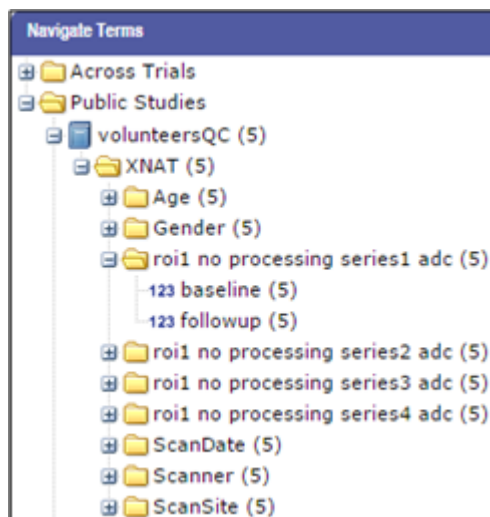 Navigate Terms
Across Trials
Public Studies
volunteersQC (5)
XNAT (5)
Age (5)
Gender (5)
roi1 no processing series1 adc (5)
123 baseline (5)
123 followup (5)
roi1 no processing series2 adc (5)
roi1 no processing series3 adc (5)
roi1 no processing series4 adc (5)
ScanDate (5)
Scanner (5)
ScanSite (5)